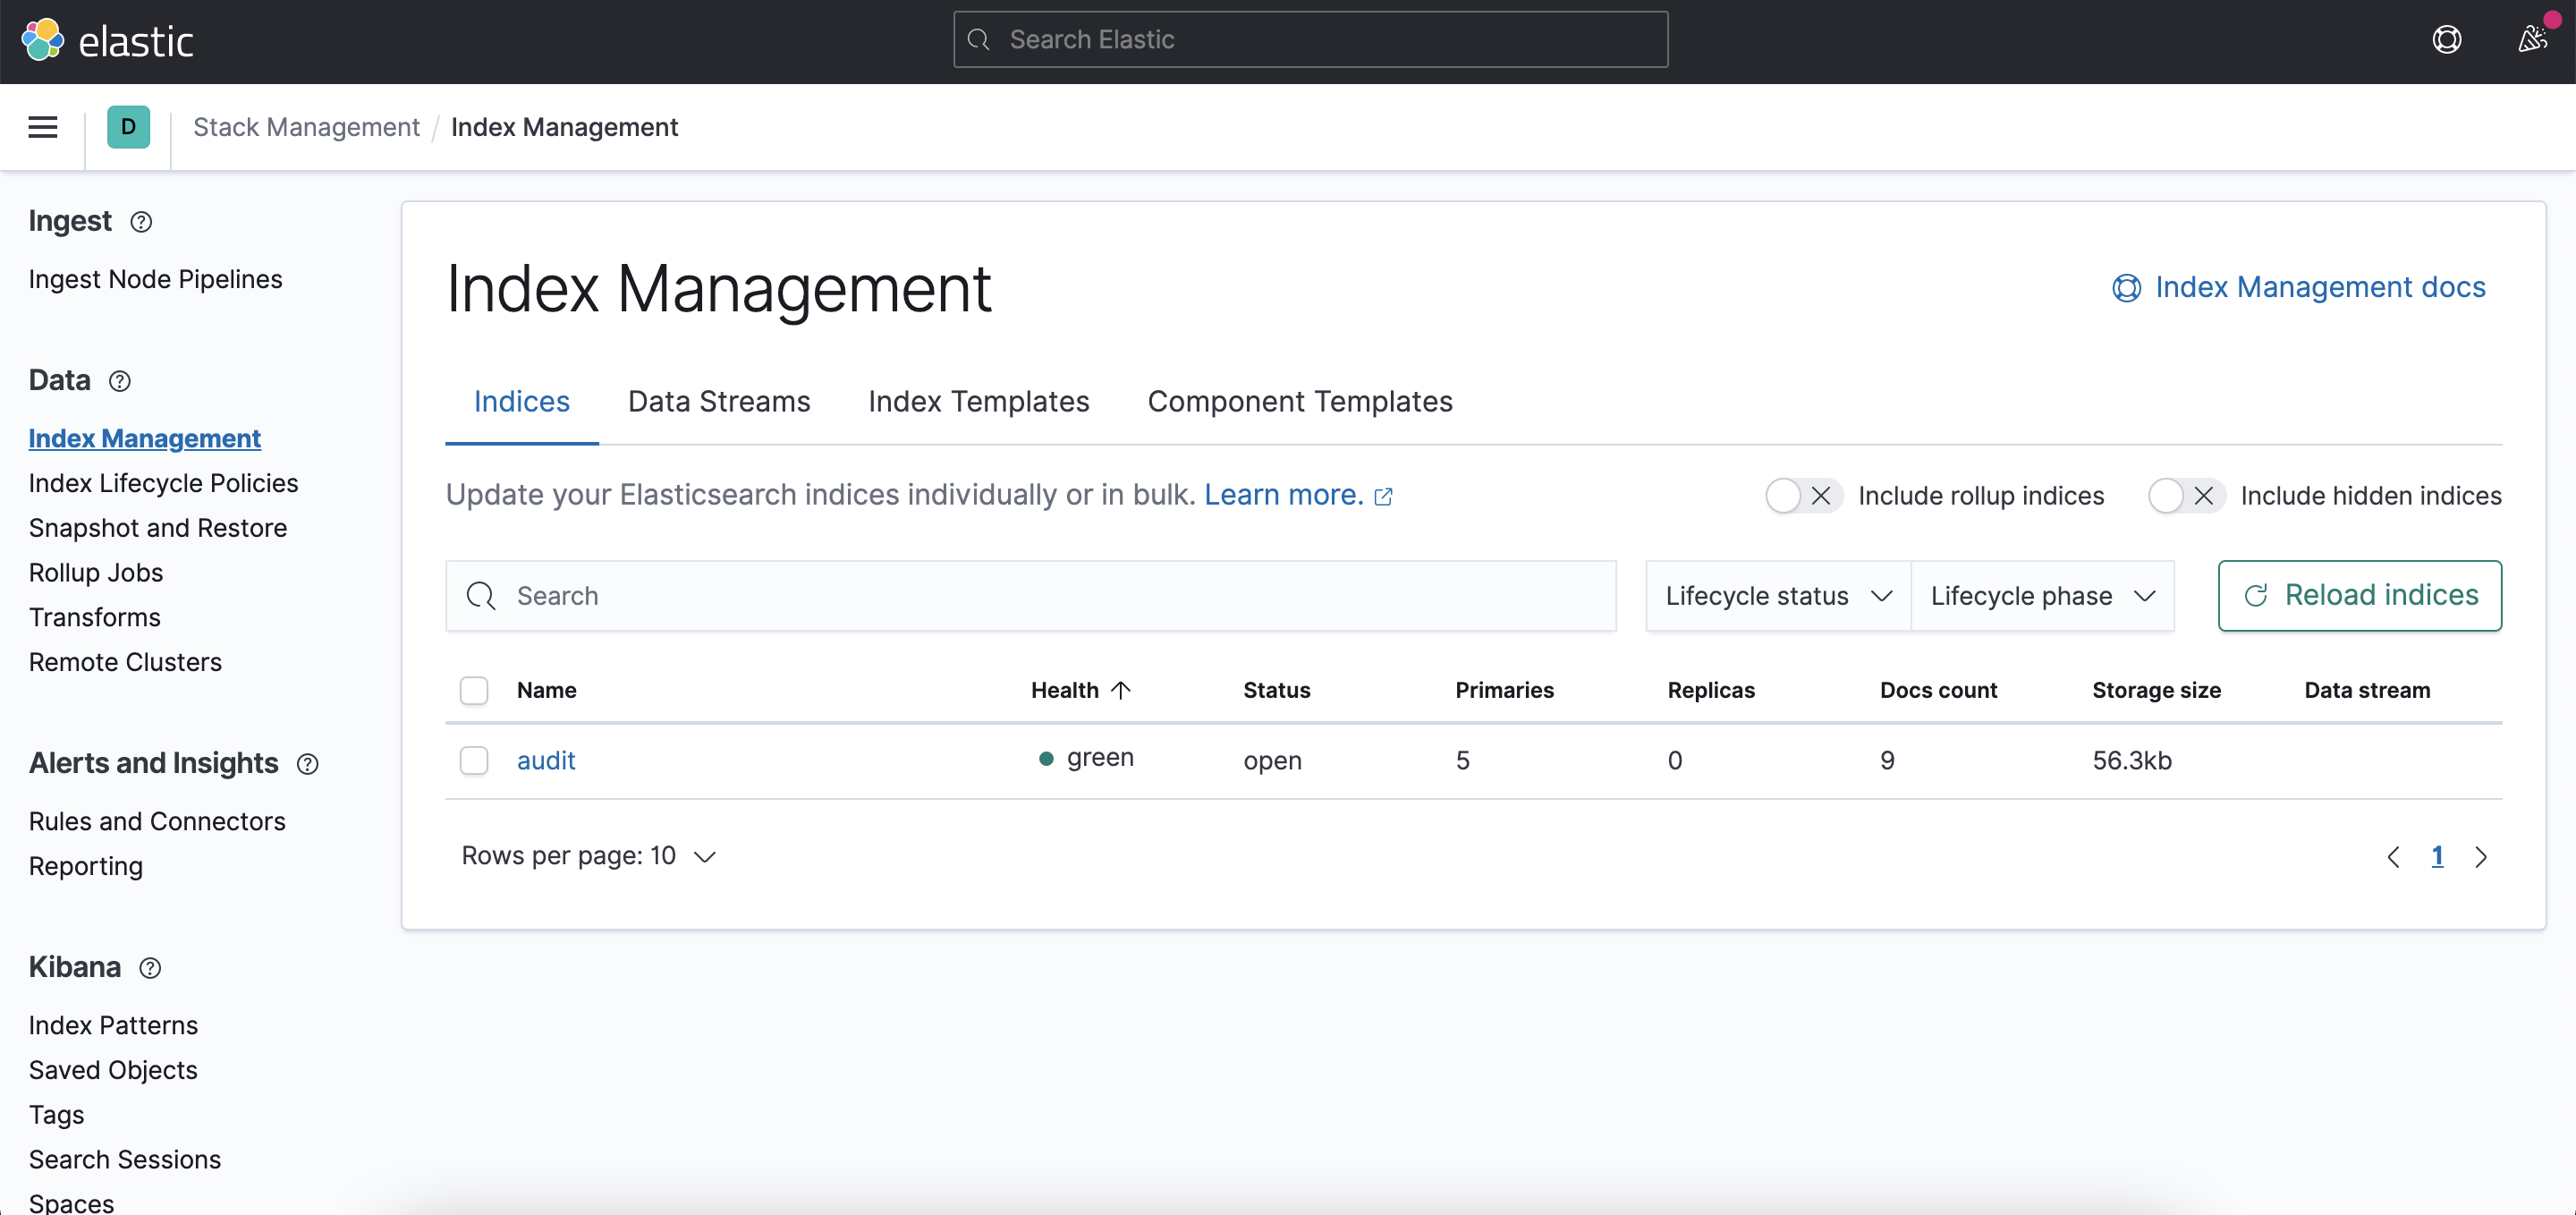 elastic
Search Elastic
D
Stack Management / Index Management
Ingest
Ingest Node Pipelines
Data
Index Management
Index Lifecycle Policies
Snapshot and Restore
Rollup Jobs
Transforms
Remote Clusters
Alerts and Insights
Rules and Connectors
Reporting
Kibana
Index Patterns
Saved Objects
Tags
Search Sessions
Spaces
Index Management
Index Management docs
Indices Data Streams Index Templates Component Templates
Update your Elasticsearch indices individually or in bulk. Learn more.
Include rollup indices Include hidden indices
Search
Lifecycle status Lifecycle phase Reload indices
Name Health Status Primaries Replicas Docs count Storage size Data stream
audit green open 5 0 9 56.3kb
Rows per page: 10
1